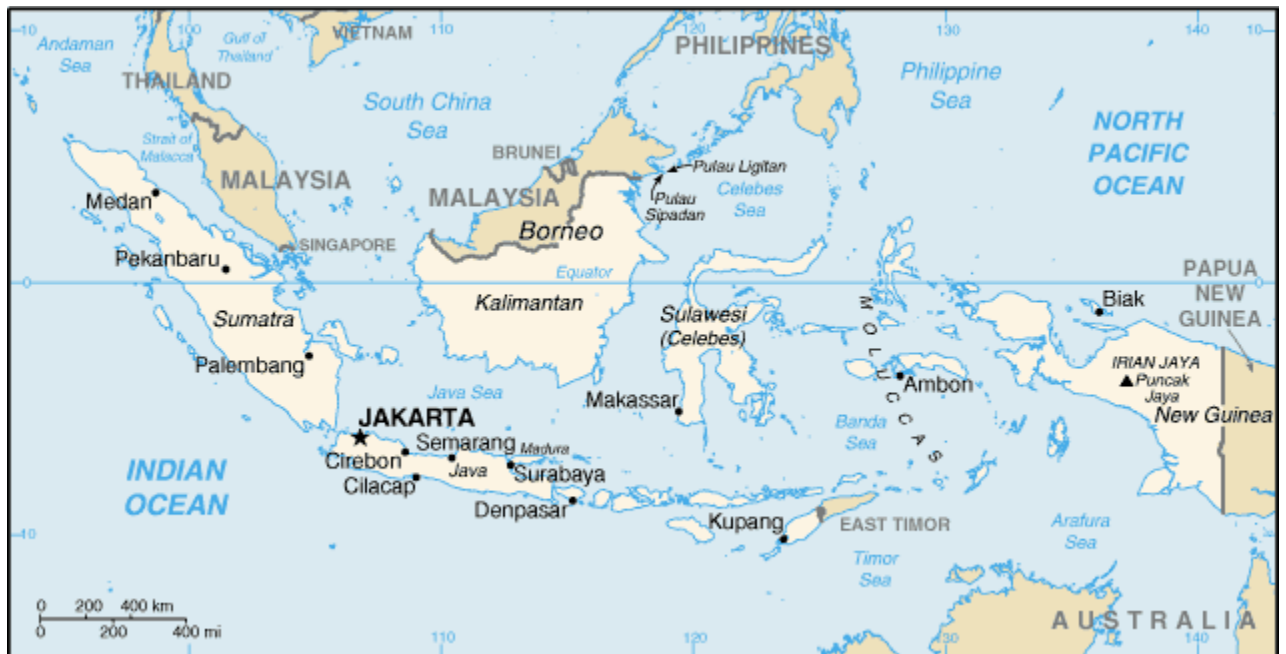 100
120
130
140
10
Andaman
Sea
Gulf of
Thailand
VIETNAM
PHILIPPINES
Philippine
Sea
THAILAND
South China
Sea
NORTH
PACIFIC
OCEAN
Strait of
Malacca
BRUNEI
Pulau Ligitan
MALAYSIA
MALAYSIA
Celebes
Sea
Pulau
Sipadan
Medan
Borneo
SINGAPORE
Pekanbaru
Equator
0
0
PAPUA
NEW
GUINEA
Kalimantan
Biak
Sumatra
Sulawesi
(Celebes)
MOLUCCAS
Palembang
IRIAN JAYA
Puncak
Jaya
Ambon
Java Sea
Makassar
New Guinea
JAKARTA
Banda
Sea
Semarang
Madura
Cirebon
Java
Surabaya
INDIAN
OCEAN
Cilacap
Denpasar
Kupang
EAST TIMOR
Arafura
Sea
10
Timor
Sea
0 200 400 km
0 200 400 mi
AUSTRALIA
110
120
130
140